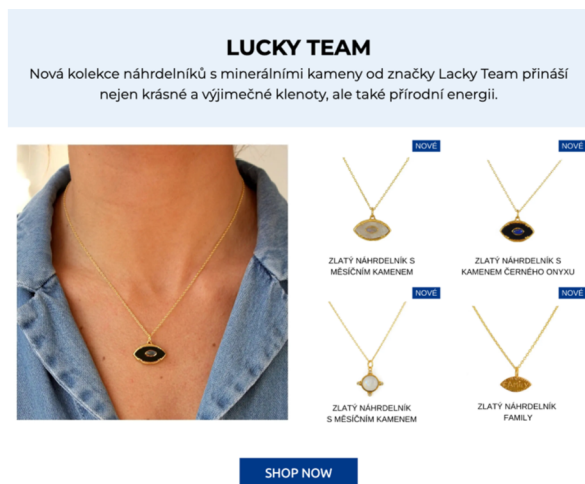 LUCKY TEAM
Nová kolekce náhrdelníků s minerálními kameny od značky Lacky Team přináší
nejen krásné a výjimečné klenoty, ale také přírodní energii.
NOVÉ
NOVÉ
ZLATÝ NÁHRDELNÍK S
MĚSÍČNÍM KAMENEM
ZLATÝ NÁHRDELNÍK S
KAMENEM ČERNÉHO ONYXU
NOVÉ
NOVÉ
ZLATÝ NÁHRDELNÍK
S MĚSÍČNÍM KAMENEM
ZLATÝ NÁHRDELNÍK
FAMILY
SHOP NOW